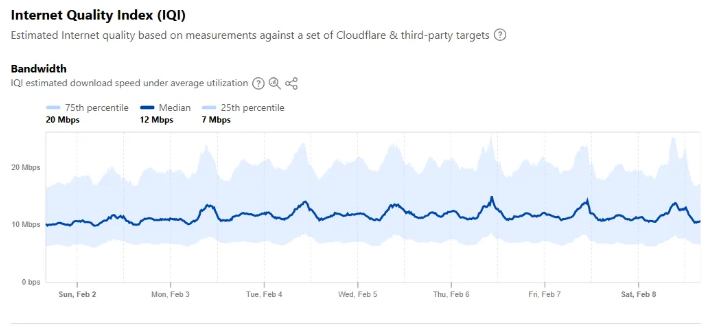 Internet Quality Index (IQI)
Estimated Internet quality based on measurements against a set of Cloudflare & third-party targets ?
Bandwidth
IQI estimated download speed under average utilization ?
75th percentile Median 25th percentile
20 Mbps 12 Mbps 7 Mbps
20 Mbps
10 Mbps
0 bps
Sun, Feb 2 Mon, Feb 3 Tue, Feb 4 Wed, Feb 5 Thu, Feb 6 Fri, Feb 7 Sat, Feb 8